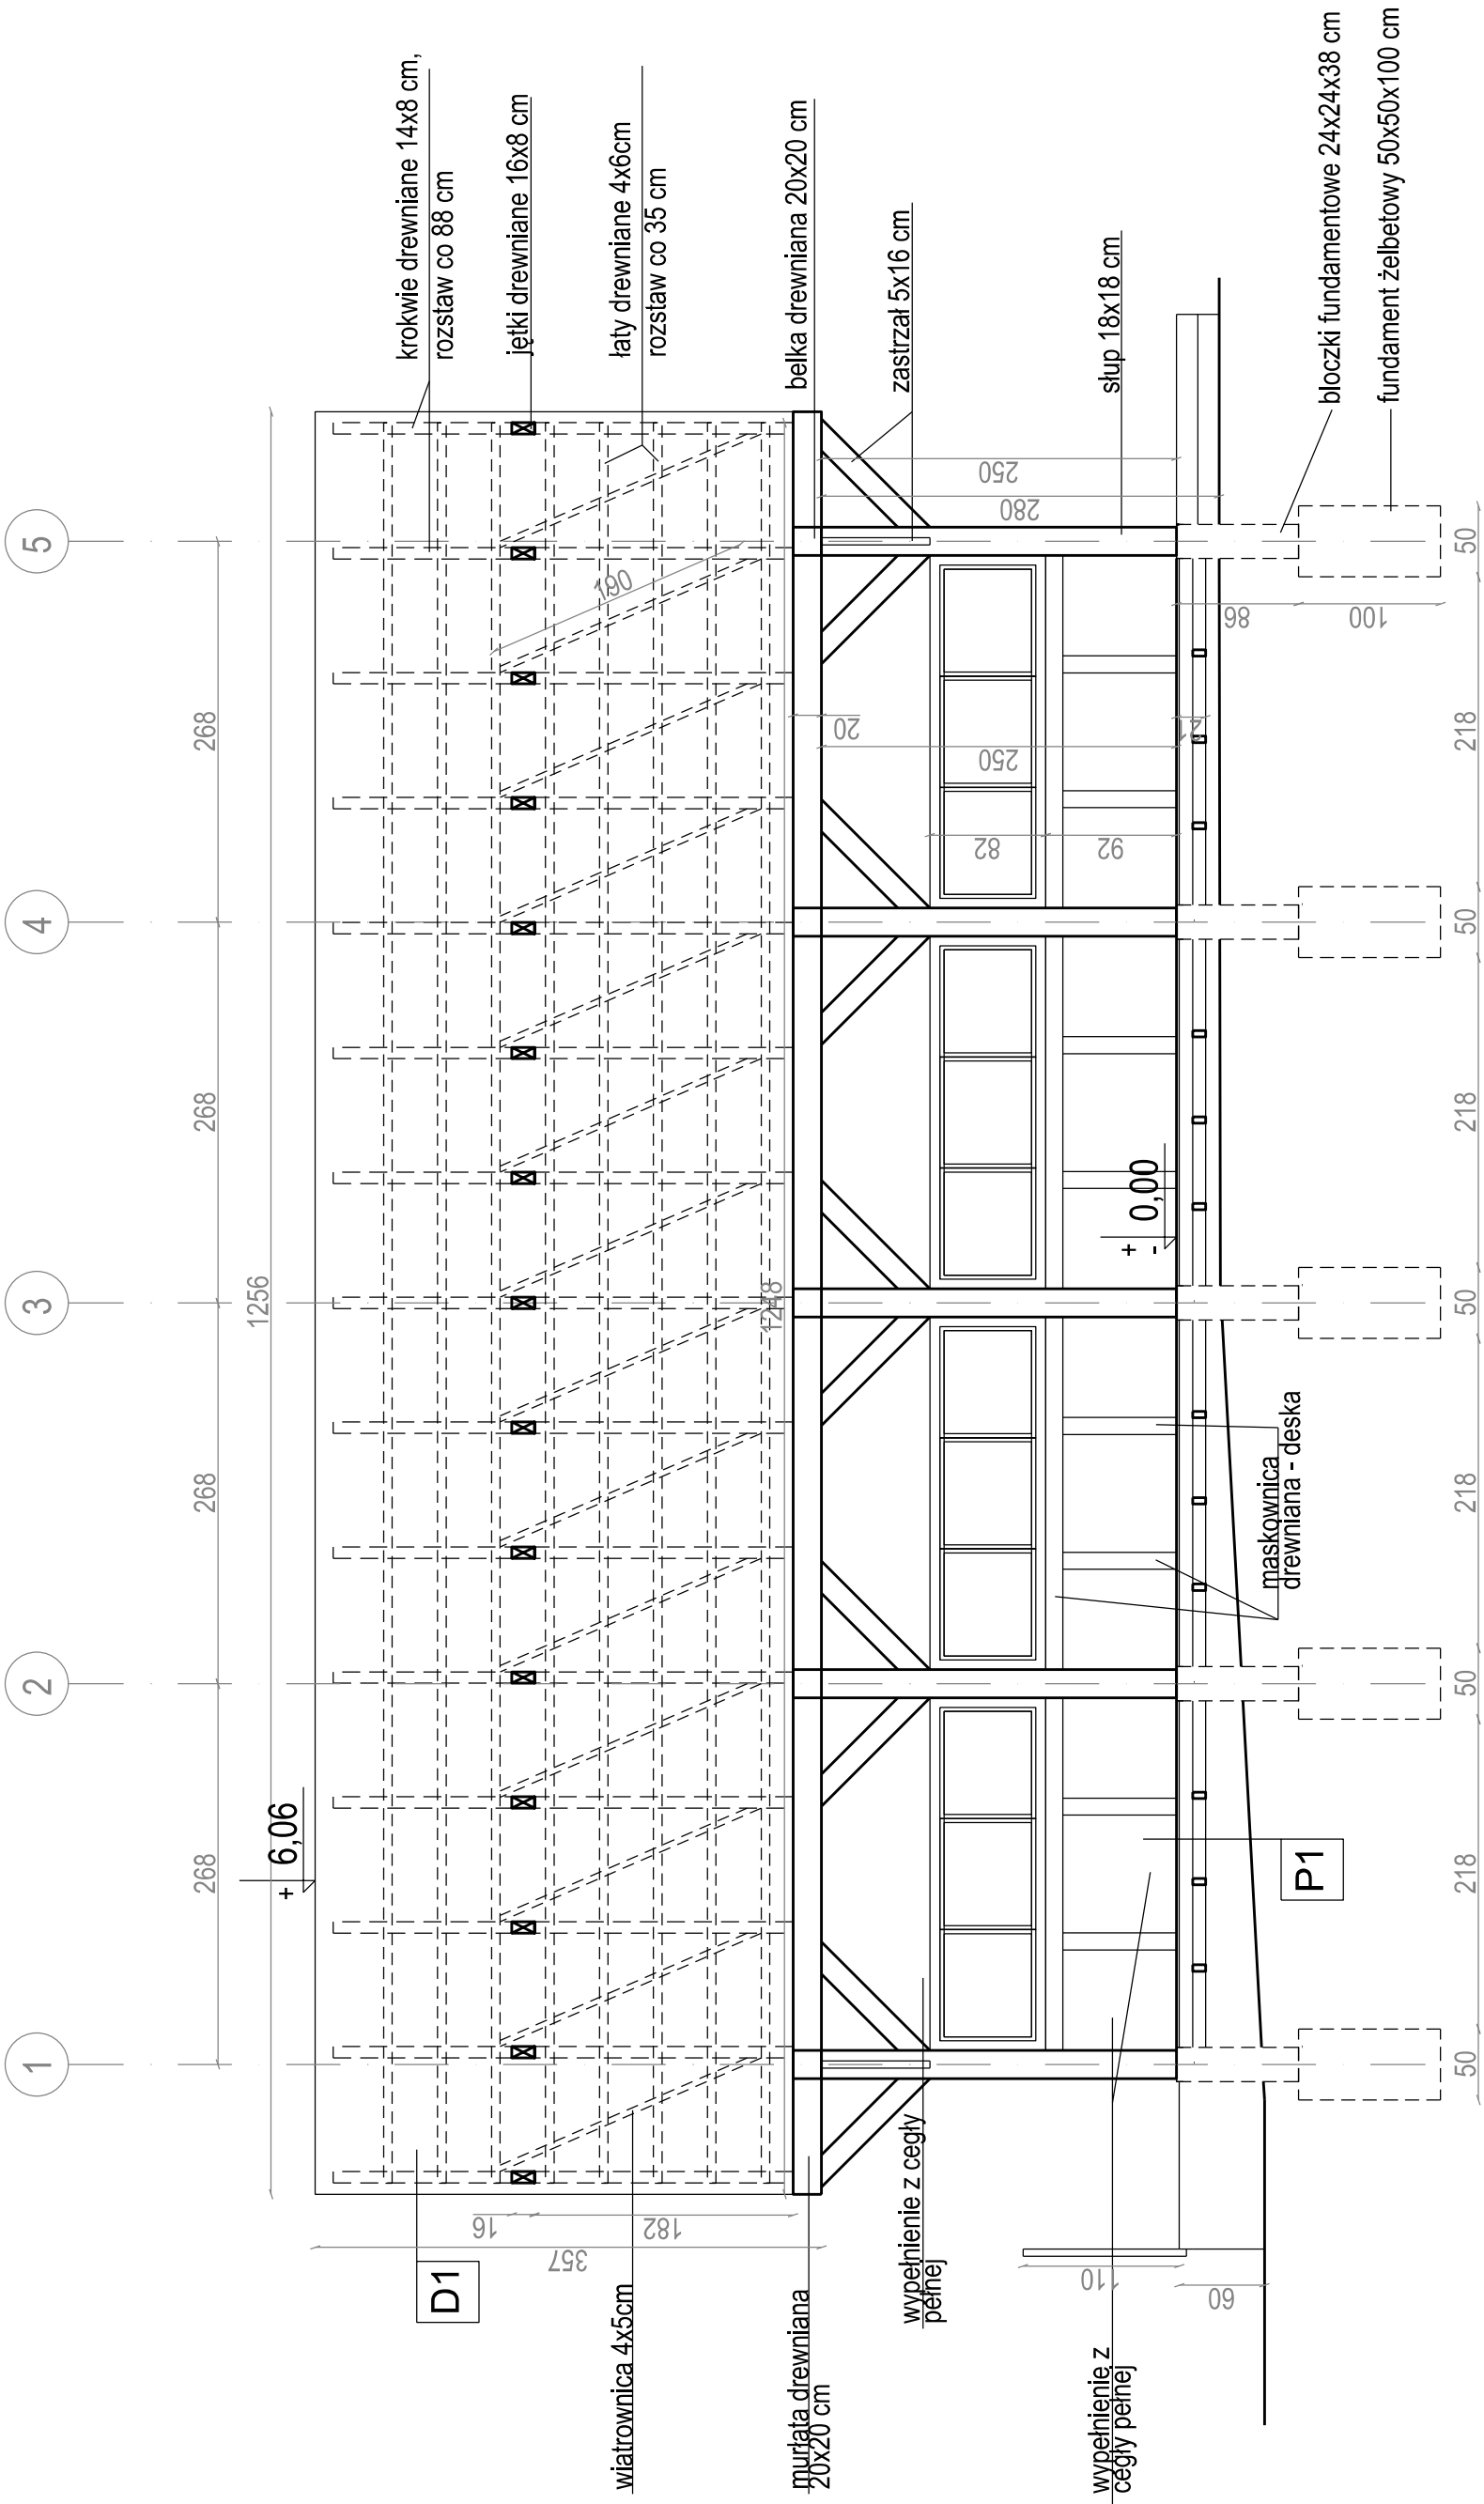 1
2
3
4
5
268
268
268
268
+ 6,06
1256
krokwie drewniane 14x8 cm,
rozstaw co 88 cm
jętki drewniane 16x8 cm
łaty drewniane 4x6cm
rozstaw co 35 cm
belka drewniana 20x20 cm
zastrzał 5x16 cm
słup 18x18 cm
bloczki fundamentowe 24x24x38 cm
fundament żelbetowy 50x50x100 cm
D1
wiatrownica 4x5cm
murłata drewniana
20x20 cm
wypełnienie z cegły
pełnej
wypełnienie z
cegły pełnej
16
182
357
110
60
190
1248
20
250
250
280
82
92
21
86
100
+
- 0,00
maskownica
drewniana - deska
P1
50
218
50
218
50
218
50
218
50